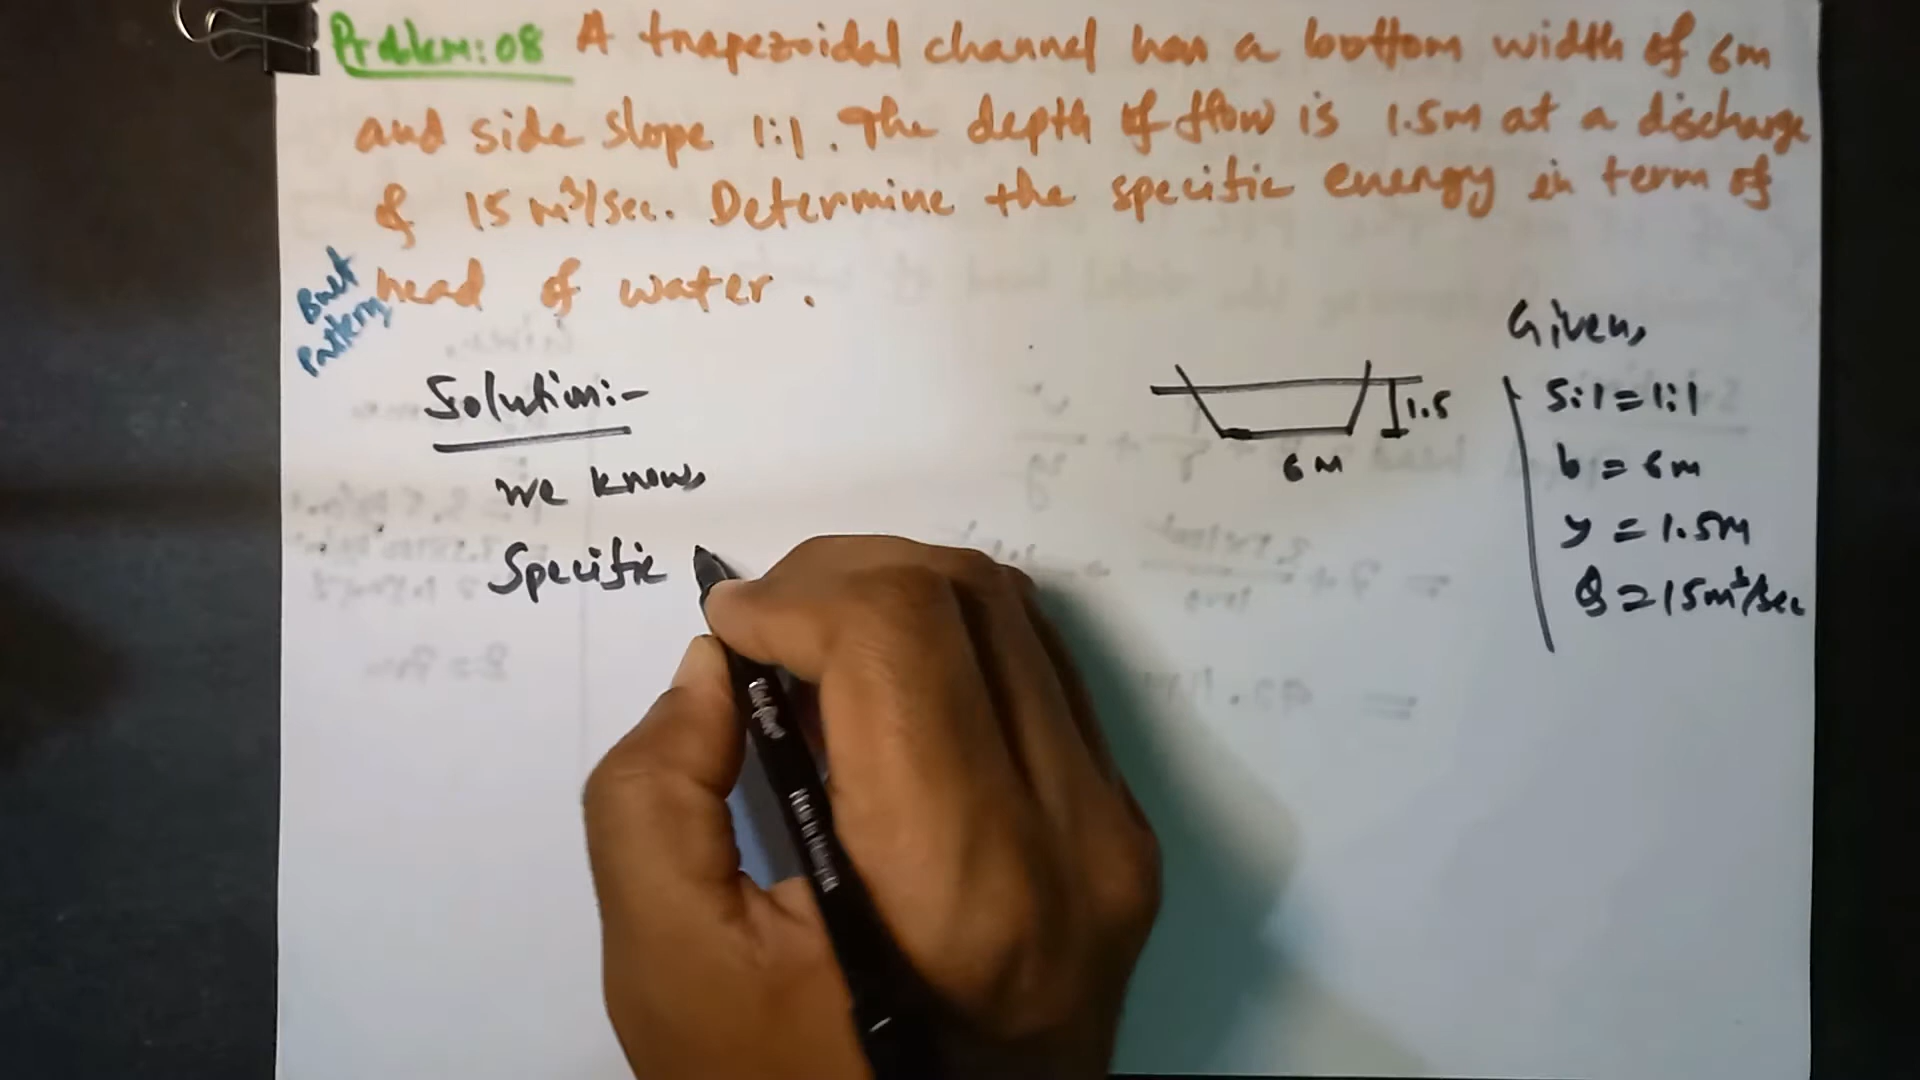 Problem: 08 A trapezoidal channel has a bottom width of 6m
and side slope 1:1. The depth of flow is 1.5m at a discharge
of 15 m³/sec. Determine the specific energy in term of
head of water.
Buet
Pattern
Solution:-
we know,
Specific
1.5
6 m
Given,
S:1=1:1
b = 6m
y = 1.5m
Q = 15m³/sec